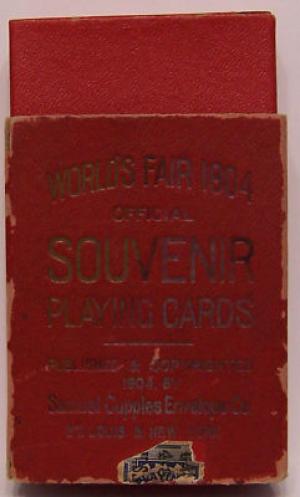 WORLD'S FAIR 1904
OFFICIAL
SOUVENIR
PLAYING CARDS
PUBLISHED & COPYRIGHTED
1904, BY
Samuel Cupples Envelope Co.
ST. LOUIS & NEW YORK